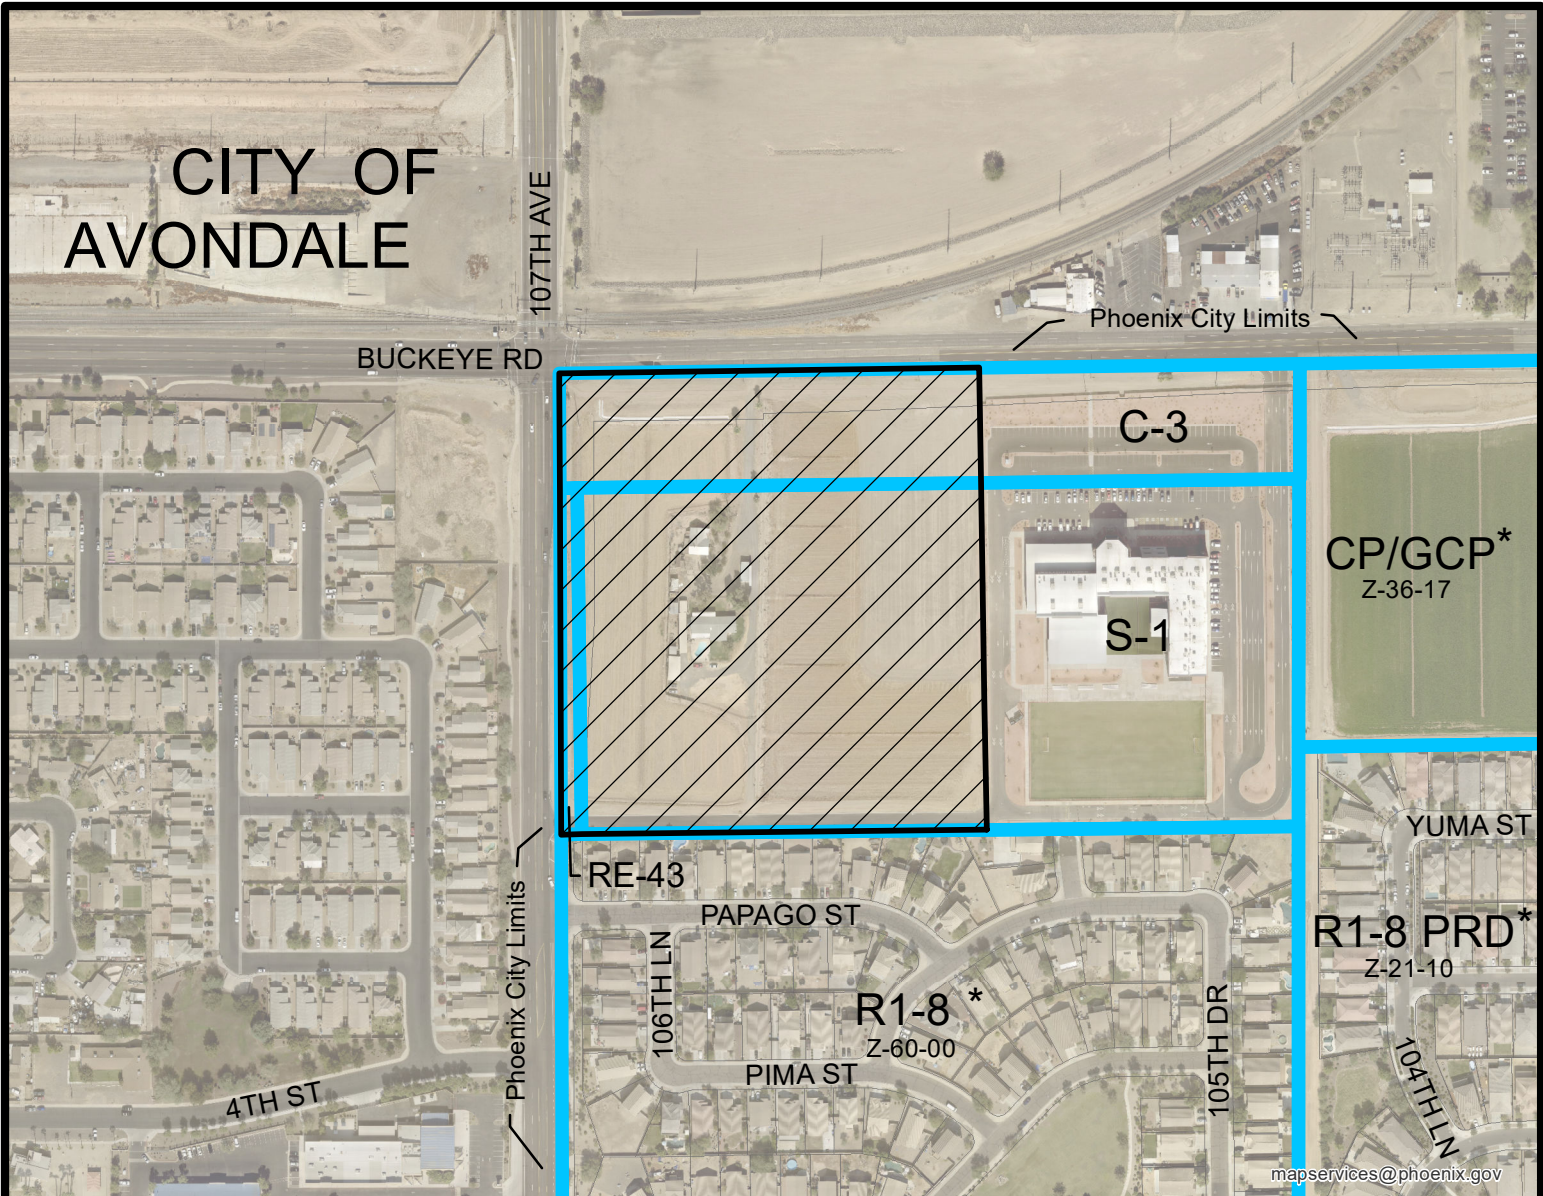 CITY OF
AVONDALE
107TH AVE
Phoenix City Limits
BUCKEYE RD
C-3
CP/GCP*
Z-36-17
S-1
YUMA ST
RE-43
PAPAGO ST
R1-8 PRD*
Z-21-10
Phoenix City Limits
106TH LN
R1-8 *
Z-60-00
105TH DR
PIMA ST
104TH LN
4TH ST
mapservices@phoenix.gov